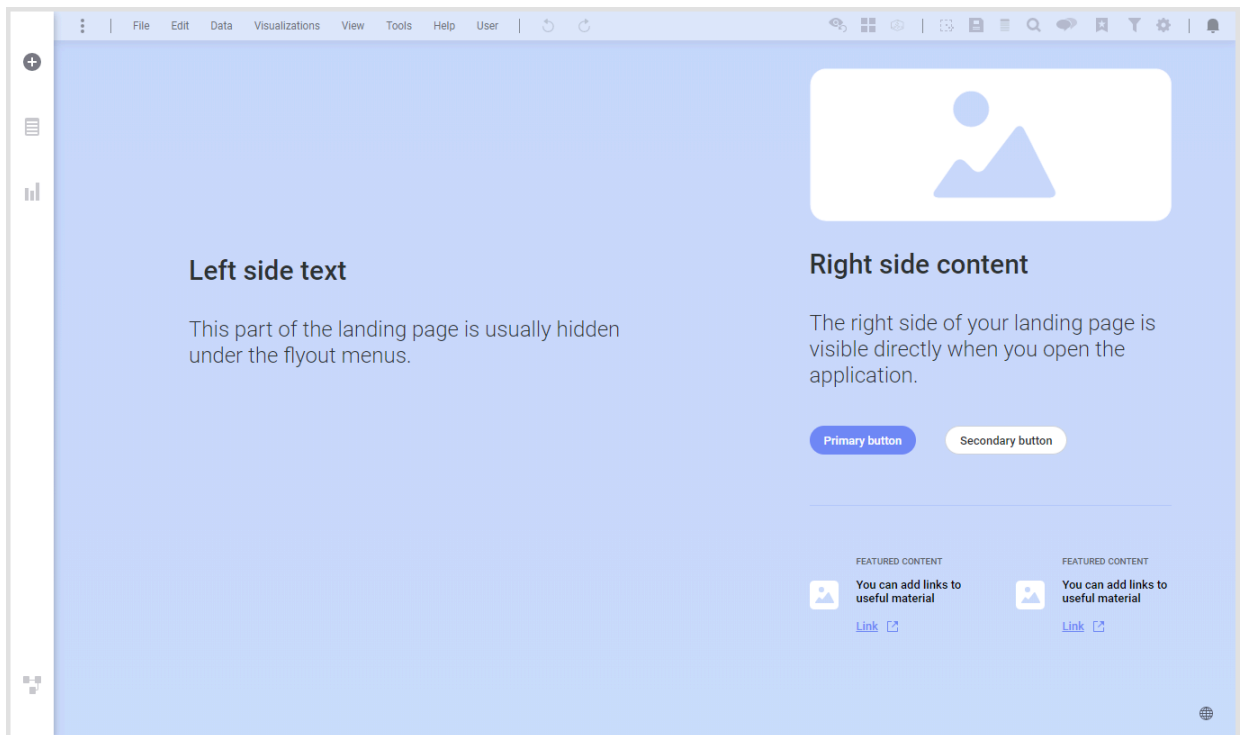 File Edit Data Visualizations View Tools Help User
Left side text
This part of the landing page is usually hidden
under the flyout menus.
Right side content
The right side of your landing page is
visible directly when you open the
application.
Primary button Secondary button
FEATURED CONTENT
You can add links to
useful material
Link
FEATURED CONTENT
You can add links to
useful material
Link